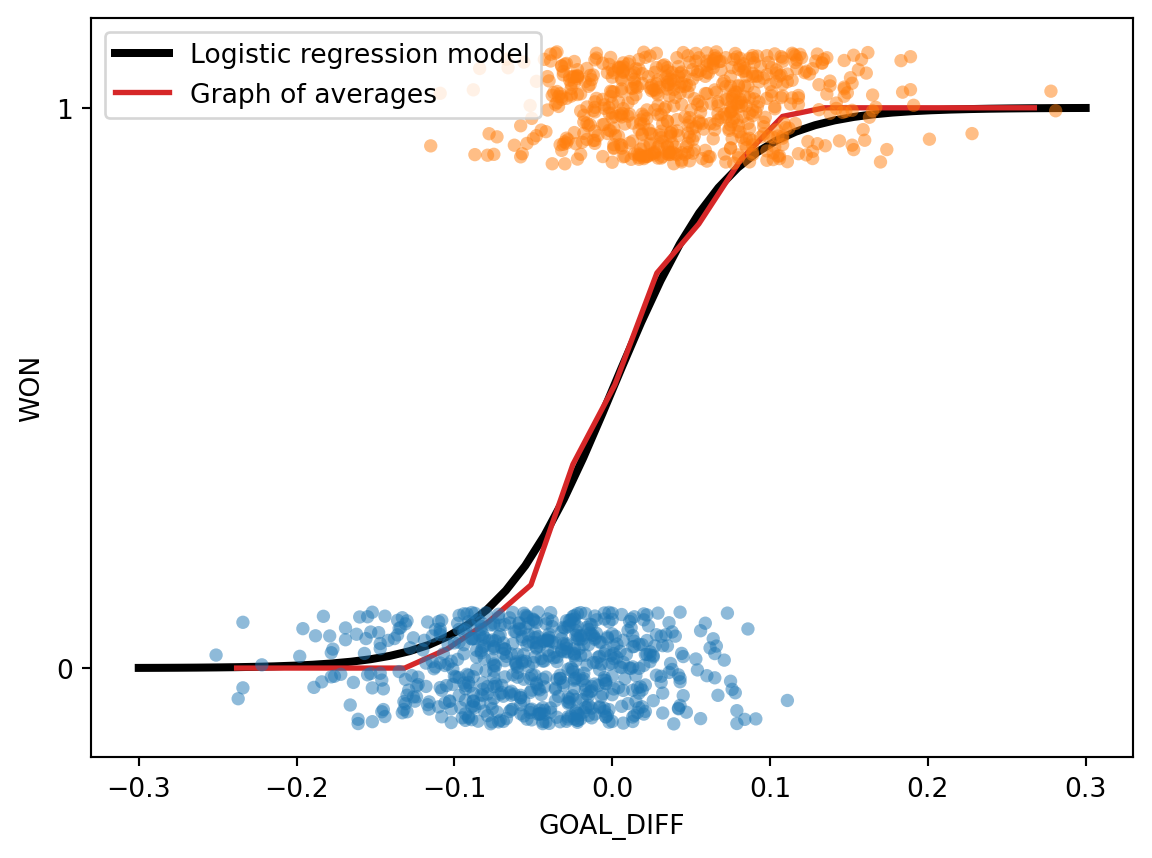 Logistic regression model
Graph of averages
1
0
WON
−0.3 −0.2 −0.1 0.0 0.1 0.2 0.3
GOAL_DIFF